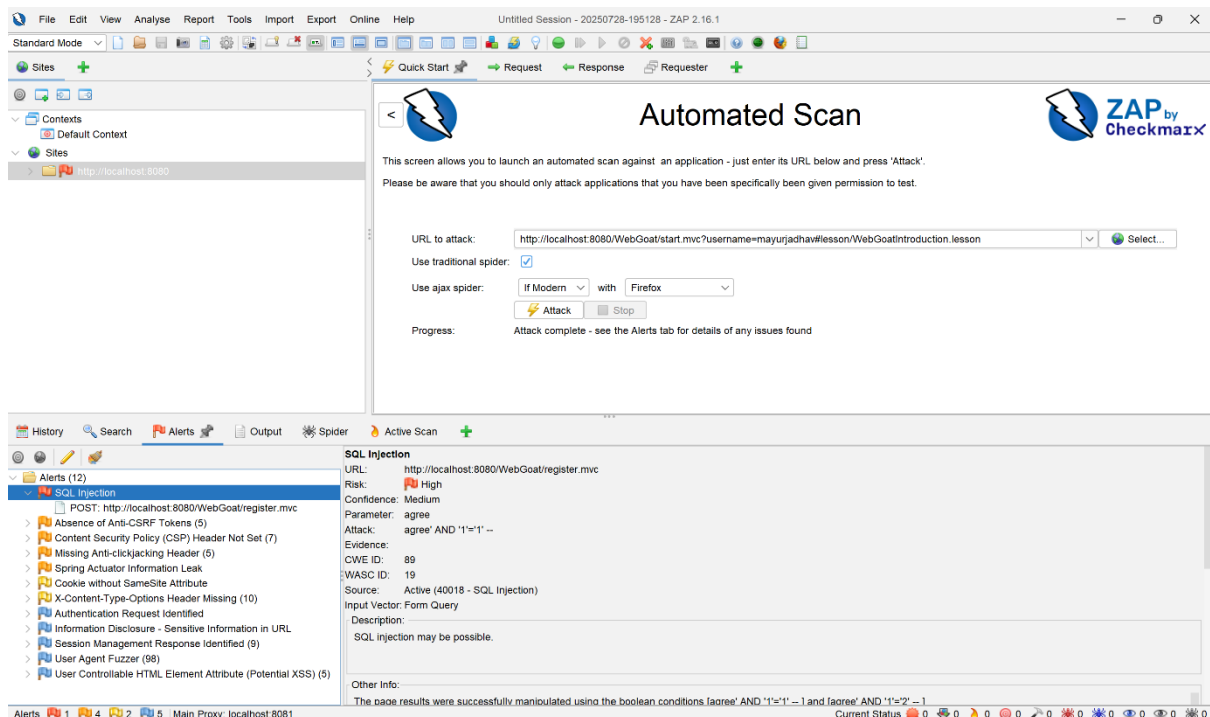 File Edit View Analyse Report Tools Import Export Online Help Untitled Session - 20250728-195128 - ZAP 2.16.1
Standard Mode
Sites
Quick Start Request Response Requester
Contexts
Default Context
Sites
http://localhost:8080
<
Automated Scan
ZAP by
Checkmarx
This screen allows you to launch an automated scan against an application - just enter its URL below and press 'Attack'.
Please be aware that you should only attack applications that you have been specifically been given permission to test.
URL to attack: http://localhost:8080/WebGoat/start.mvc?username=mayurjadhav#lesson/WebGoatIntroduction.lesson Select...
Use traditional spider:
Use ajax spider: If Modern with Firefox
Attack Stop
Progress: Attack complete - see the Alerts tab for details of any issues found
History Search Alerts Output Spider Active Scan
Alerts (12)
SQL Injection
POST: http://localhost:8080/WebGoat/register.mvc
Absence of Anti-CSRF Tokens (5)
Content Security Policy (CSP) Header Not Set (7)
Missing Anti-clickjacking Header (5)
Spring Actuator Information Leak
Cookie without SameSite Attribute
X-Content-Type-Options Header Missing (10)
Authentication Request Identified
Information Disclosure - Sensitive Information in URL
Session Management Response Identified (9)
User Agent Fuzzer (98)
User Controllable HTML Element Attribute (Potential XSS) (5)
SQL Injection
URL: http://localhost:8080/WebGoat/register.mvc
Risk: High
Confidence: Medium
Parameter: agree
Attack: agree' AND '1'='1' --
Evidence:
CWE ID: 89
WASC ID: 19
Source: Active (40018 - SQL Injection)
Input Vector: Form Query
Description:
SQL injection may be possible.
Other Info:
The page results were successfully manipulated using the boolean conditions [agree' AND '1'='1' -- ] and [agree' AND '1'='2' -- ]
Alerts 1 4 2 5 Main Proxy: localhost:8081 Current Status 0 0 0 0 0 0 0 0 0 0